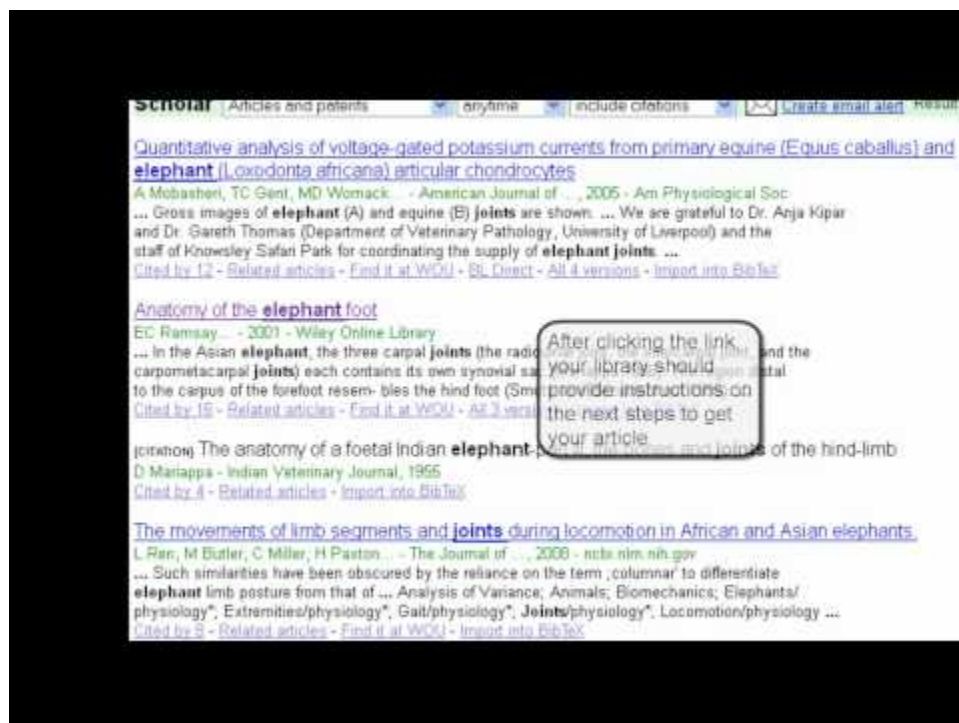 Scholar Articles and patents anytime include citations Create email alert Result
Quantitative analysis of voltage-gated potassium currents from primary equine (Equus caballus) and
elephant (Loxodonta africana) articular chondrocytes
A Mobasheri, TC Gent, MD Womack... - American Journal of ..., 2005 - Am Physiological Soc
... Gross images of elephant (A) and equine (B) joints are shown. ... We are grateful to Dr. Anja Kipar
and Dr. Gareth Thomas (Department of Veterinary Pathology, University of Liverpool) and the
staff of Knowsley Safari Park for coordinating the supply of elephant joints. ...
Cited by 12 - Related articles - Find it at WOU - BL Direct - All 4 versions - Import into BibTeX
Anatomy of the elephant foot
EC Ramsay... - 2001 - Wiley Online Library
... In the Asian elephant, the three carpal joints (the and the
carpometacarpal joints) each contains its own synovial
to the carpus of the forefoot resem- bles the hind foot
Cited by 16 - Related articles - Find it at WOU - All 3
After clicking the link
your library should
provide instructions on
the next steps to get
your article
[CITATION] The anatomy of a foetal Indian elephant- and joints of the hind-limb
D Mariappa - Indian Veterinary Journal, 1955
Cited by 4 - Related articles - Import into BibTeX
The movements of limb segments and joints during locomotion in African and Asian elephants.
L Ren, M Butler, C Miller, H Paxton... - The Journal of ..., 2008 - ncbi.nlm.nih.gov
... Such similarities have been obscured by the reliance on the term ,columnar' to differentiate
elephant limb posture from that of ... Analysis of Variance; Animals; Biomechanics; Elephants/
physiology*; Extremities/physiology*; Gait/physiology*; Joints/physiology*; Locomotion/physiology ...
Cited by 8 - Related articles - Find it at WOU - Import into BibTeX